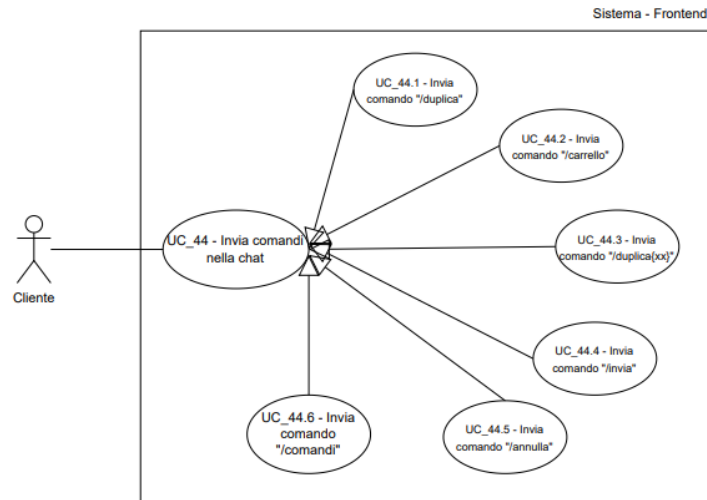 Sistema - Frontend
UC_44.1 - Invia
comando "/duplica"
UC_44.2 - Invia
comando "/carrello"
UC_44 - Invia comandi
nella chat
UC_44.3 - Invia
comando "/duplica{xx}"
Cliente
UC_44.4 - Invia
comando "/invia"
UC_44.6 - Invia
comando
"/comandi"
UC_44.5 - Invia
comando "/annulla"